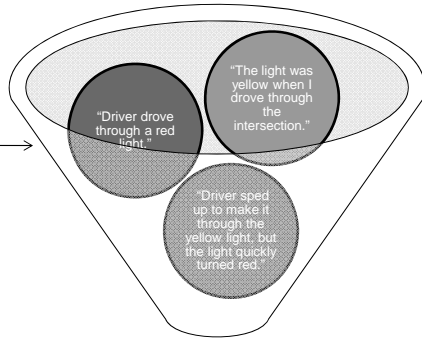 “Driver drove
through a red
light.”
“The light was
yellow when I
drove through
the
intersection.”
“Driver sped
up to make it
through the
yellow light, but
the light quickly
turned red.”